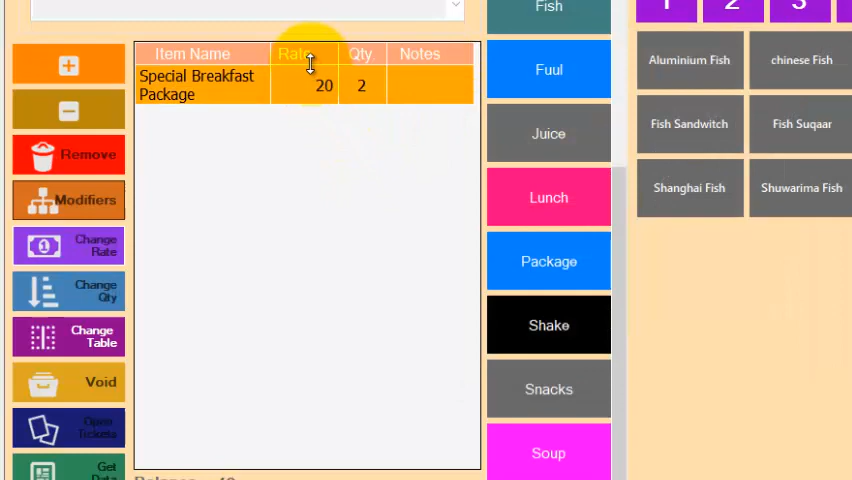 1 2 3
Item Name Rate Qty. Notes
Special Breakfast
Package
20 2
Remove
Modifiers
Change
Rate
Change
Qty
Change
Table
Void
Open
Tickets
Get
Data
Fish
Fuul
Juice
Lunch
Package
Shake
Snacks
Soup
Aluminium Fish
chinese Fish
Fish Sandwitch
Fish Suqaar
Shanghai Fish
Shuwarima Fish